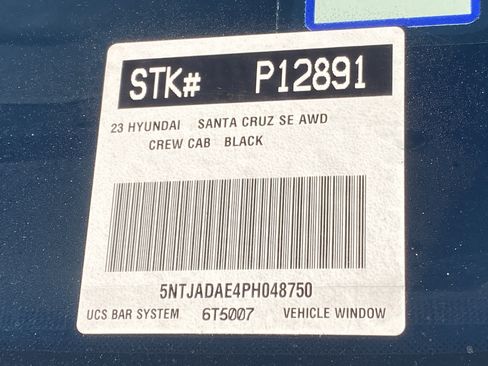 STK# P12891
23 HYUNDAI SANTA CRUZ SE AWD
CREW CAB BLACK
5NTJADAE4PH048750
UCS BAR SYSTEM 6T5007 VEHICLE WINDOW